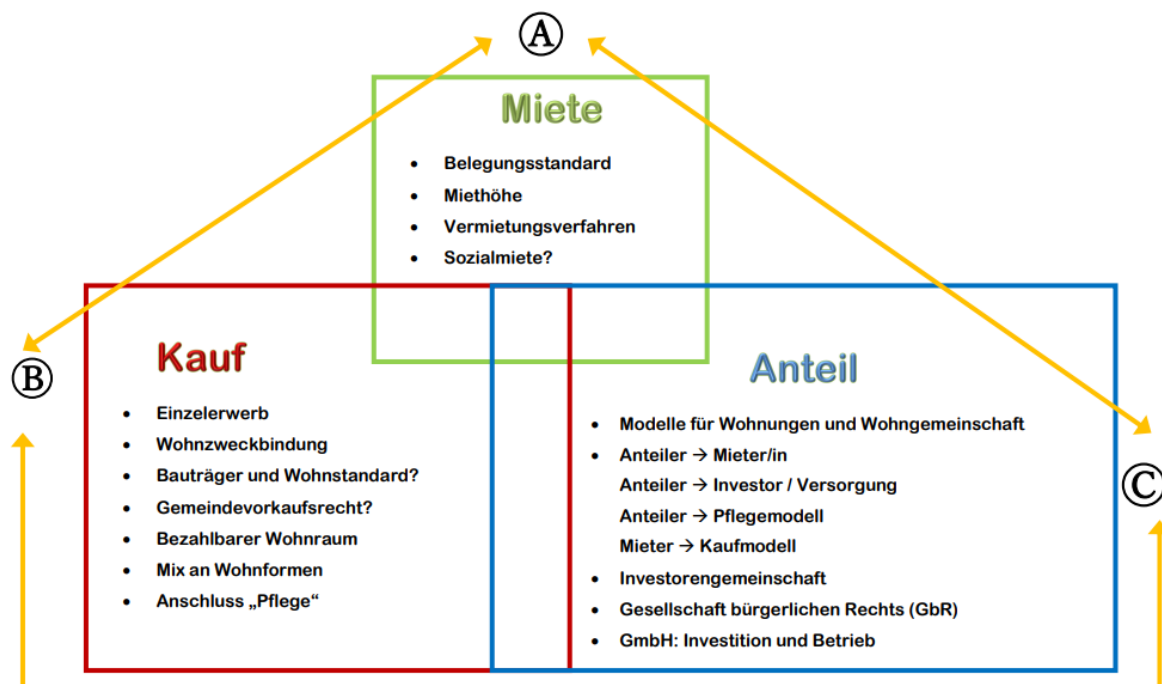 Ⓐ
Miete
• Belegungsstandard
• Miethöhe
• Vermietungsverfahren
• Sozialmiete?
Ⓑ
Kauf
• Einzelerwerb
• Wohnzweckbindung
• Bauträger und Wohnstandard?
• Gemeindevorkaufsrecht?
• Bezahlbarer Wohnraum
• Mix an Wohnformen
• Anschluss „Pflege“
Anteil
• Modelle für Wohnungen und Wohngemeinschaft
• Anteiler → Mieter/in
Anteiler → Investor / Versorgung
Anteiler → Pflegemodell
Mieter → Kaufmodell
• Investorengemeinschaft
• Gesellschaft bürgerlichen Rechts (GbR)
• GmbH: Investition und Betrieb
Ⓒ